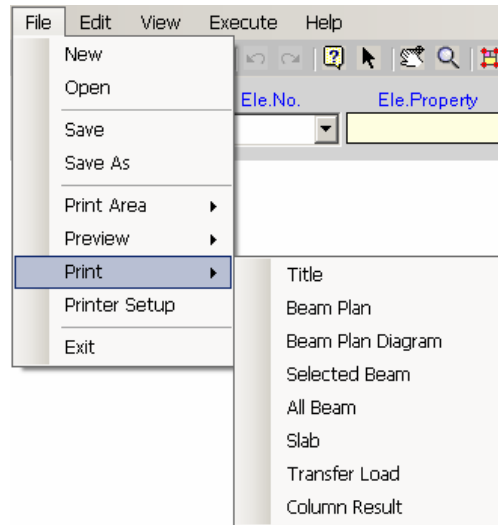 File Edit View Execute Help
New
Open
Ele.No. Ele.Property
Save
Save As
Print Area
Preview
Print
Title
Printer Setup
Beam Plan
Exit
Beam Plan Diagram
Selected Beam
All Beam
Slab
Transfer Load
Column Result